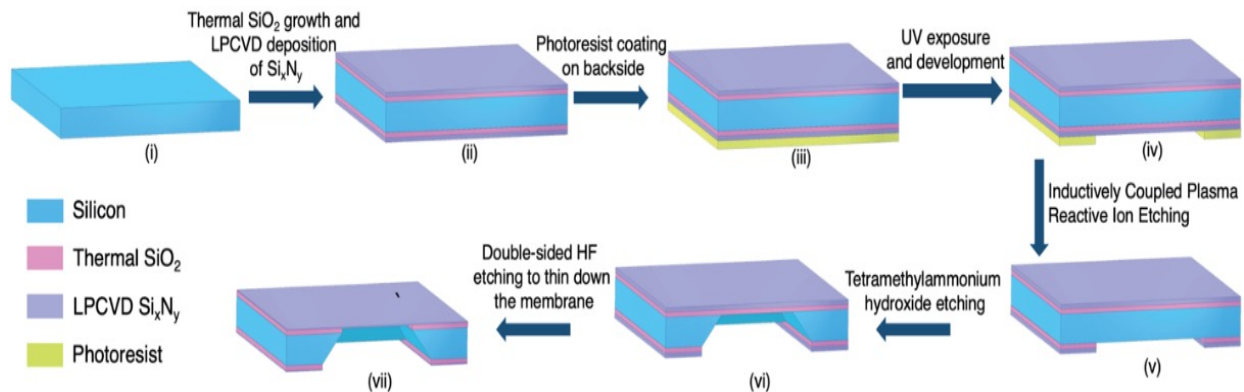 Thermal SiO₂ growth and
LPCVD deposition
of SiₓNᵧ
Photoresist coating
on backside
UV exposure
and development
(i)
(ii)
(iii)
(iv)
Inductively Coupled Plasma
Reactive Ion Etching
Silicon
Thermal SiO₂
LPCVD SiₓNᵧ
Photoresist
Double-sided HF
etching to thin down
the membrane
Tetramethylammonium
hydroxide etching
(vii)
(vi)
(v)